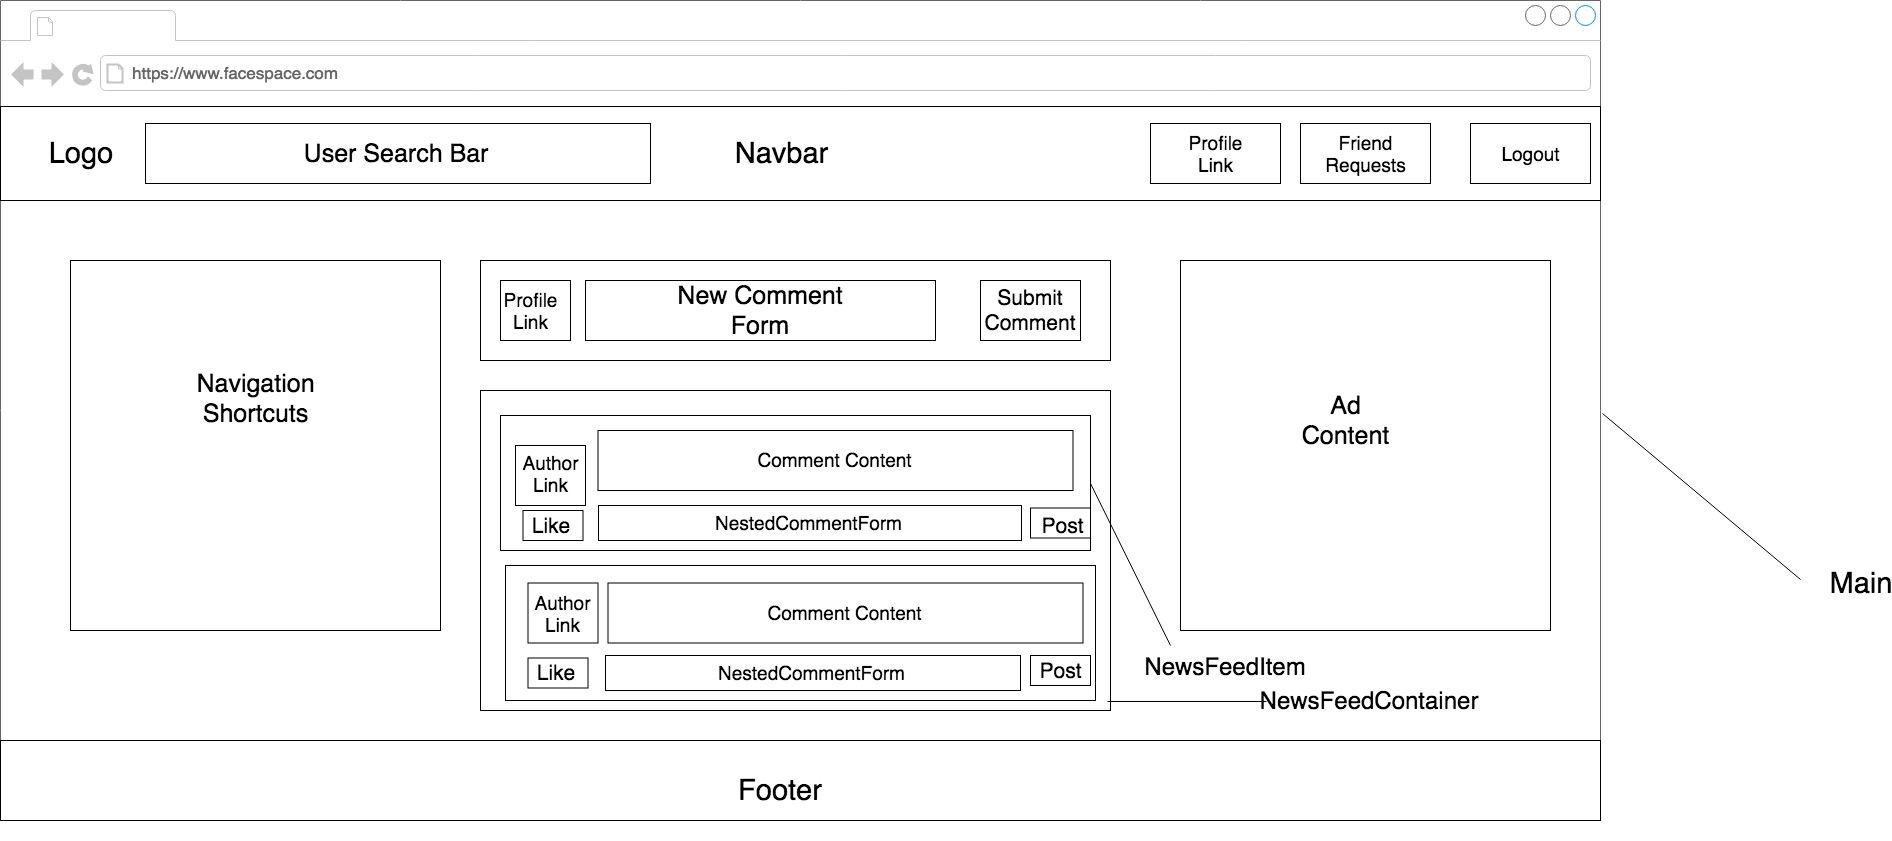 https://www.facespace.com
Logo
User Search Bar
Navbar
Profile
Link
Friend
Requests
Logout
Navigation
Shortcuts
Profile
Link
New Comment
Form
Submit
Comment
Author
Link
Comment Content
Like
NestedCommentForm
Post
Author
Link
Comment Content
Like
NestedCommentForm
Post
Ad
Content
Main
NewsFeedItem
NewsFeedContainer
Footer